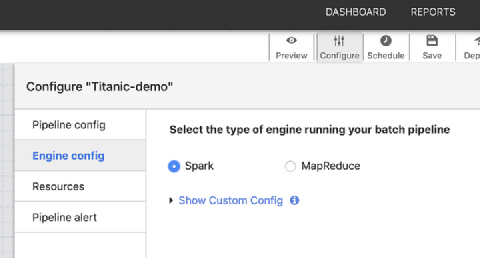 DASHBOARD REPORTS
Preview Configure Schedule Save
Configure "Titanic-demo"
Pipeline config
Select the type of engine running your batch pipeline
Engine config
Spark MapReduce
Resources
Show Custom Config
Pipeline alert